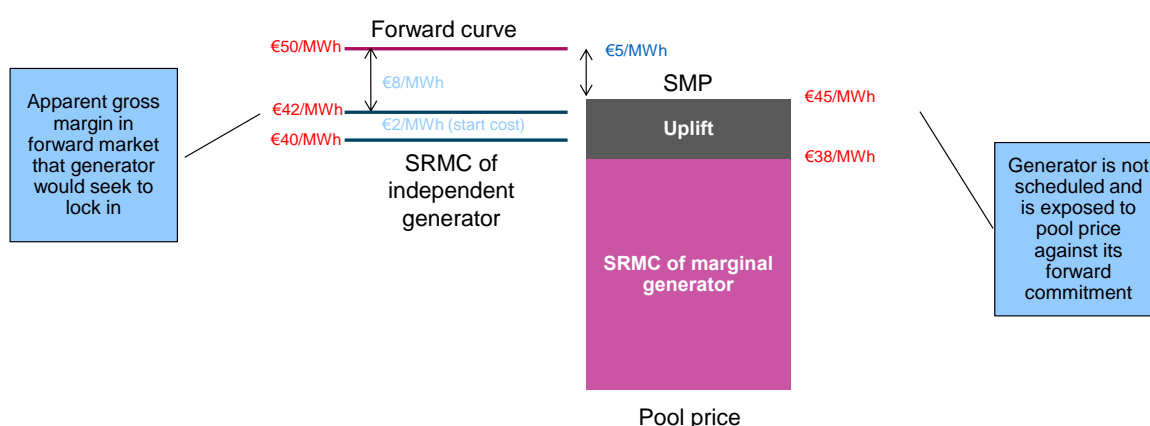 Forward curve
€50/MWh
€5/MWh
€8/MWh
SMP
€45/MWh
Apparent gross
margin in
forward market
that generator
would seek to
lock in
€42/MWh
€2/MWh (start cost)
€40/MWh
Uplift
€38/MWh
SRMC of
independent
generator
SRMC of marginal
generator
Generator is not
scheduled and
is exposed to
pool price
against its
forward
commitment
Pool price